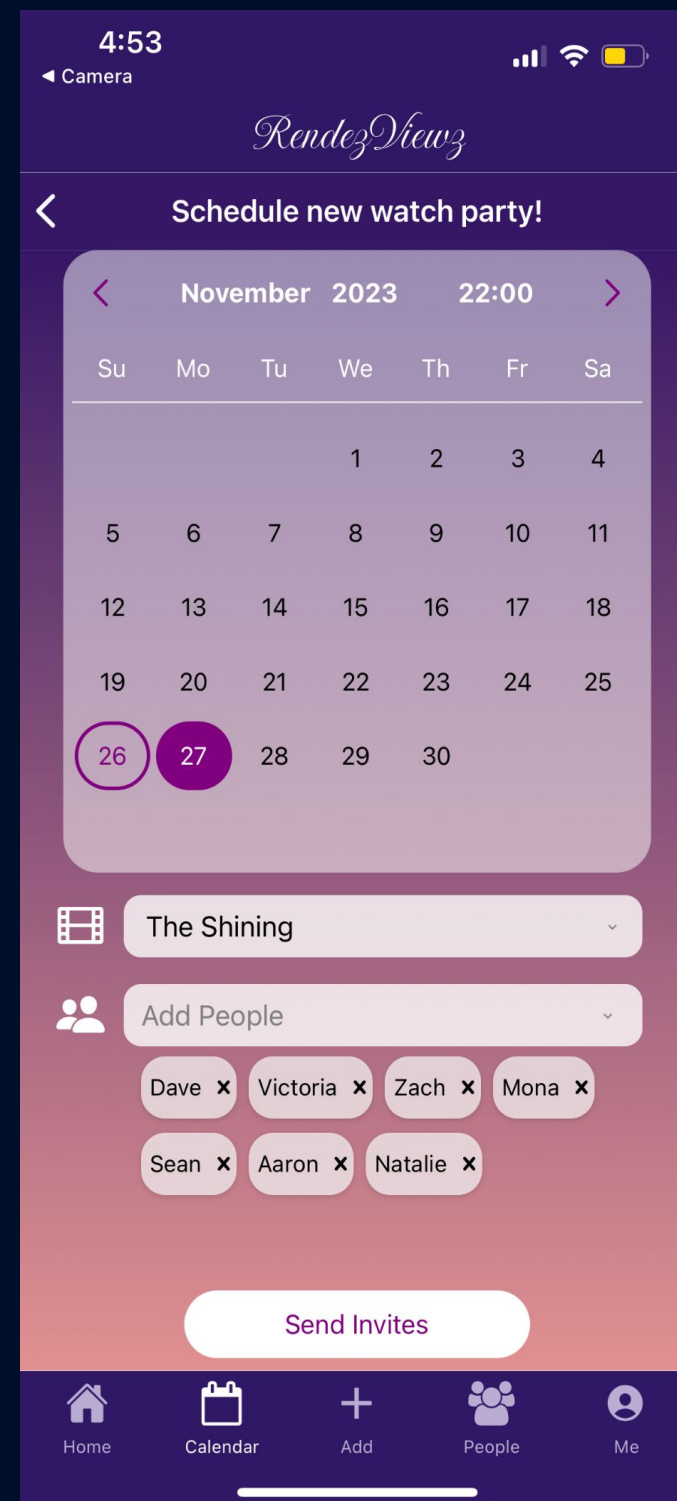 4:53
◀ Camera
RendezViewz
Schedule new watch party!
November 2023 22:00
Su Mo Tu We Th Fr Sa
1 2 3 4
5 6 7 8 9 10 11
12 13 14 15 16 17 18
19 20 21 22 23 24 25
26 27 28 29 30
The Shining
Add People
Dave x Victoria x Zach x Mona x
Sean x Aaron x Natalie x
Send Invites
Home Calendar Add People Me